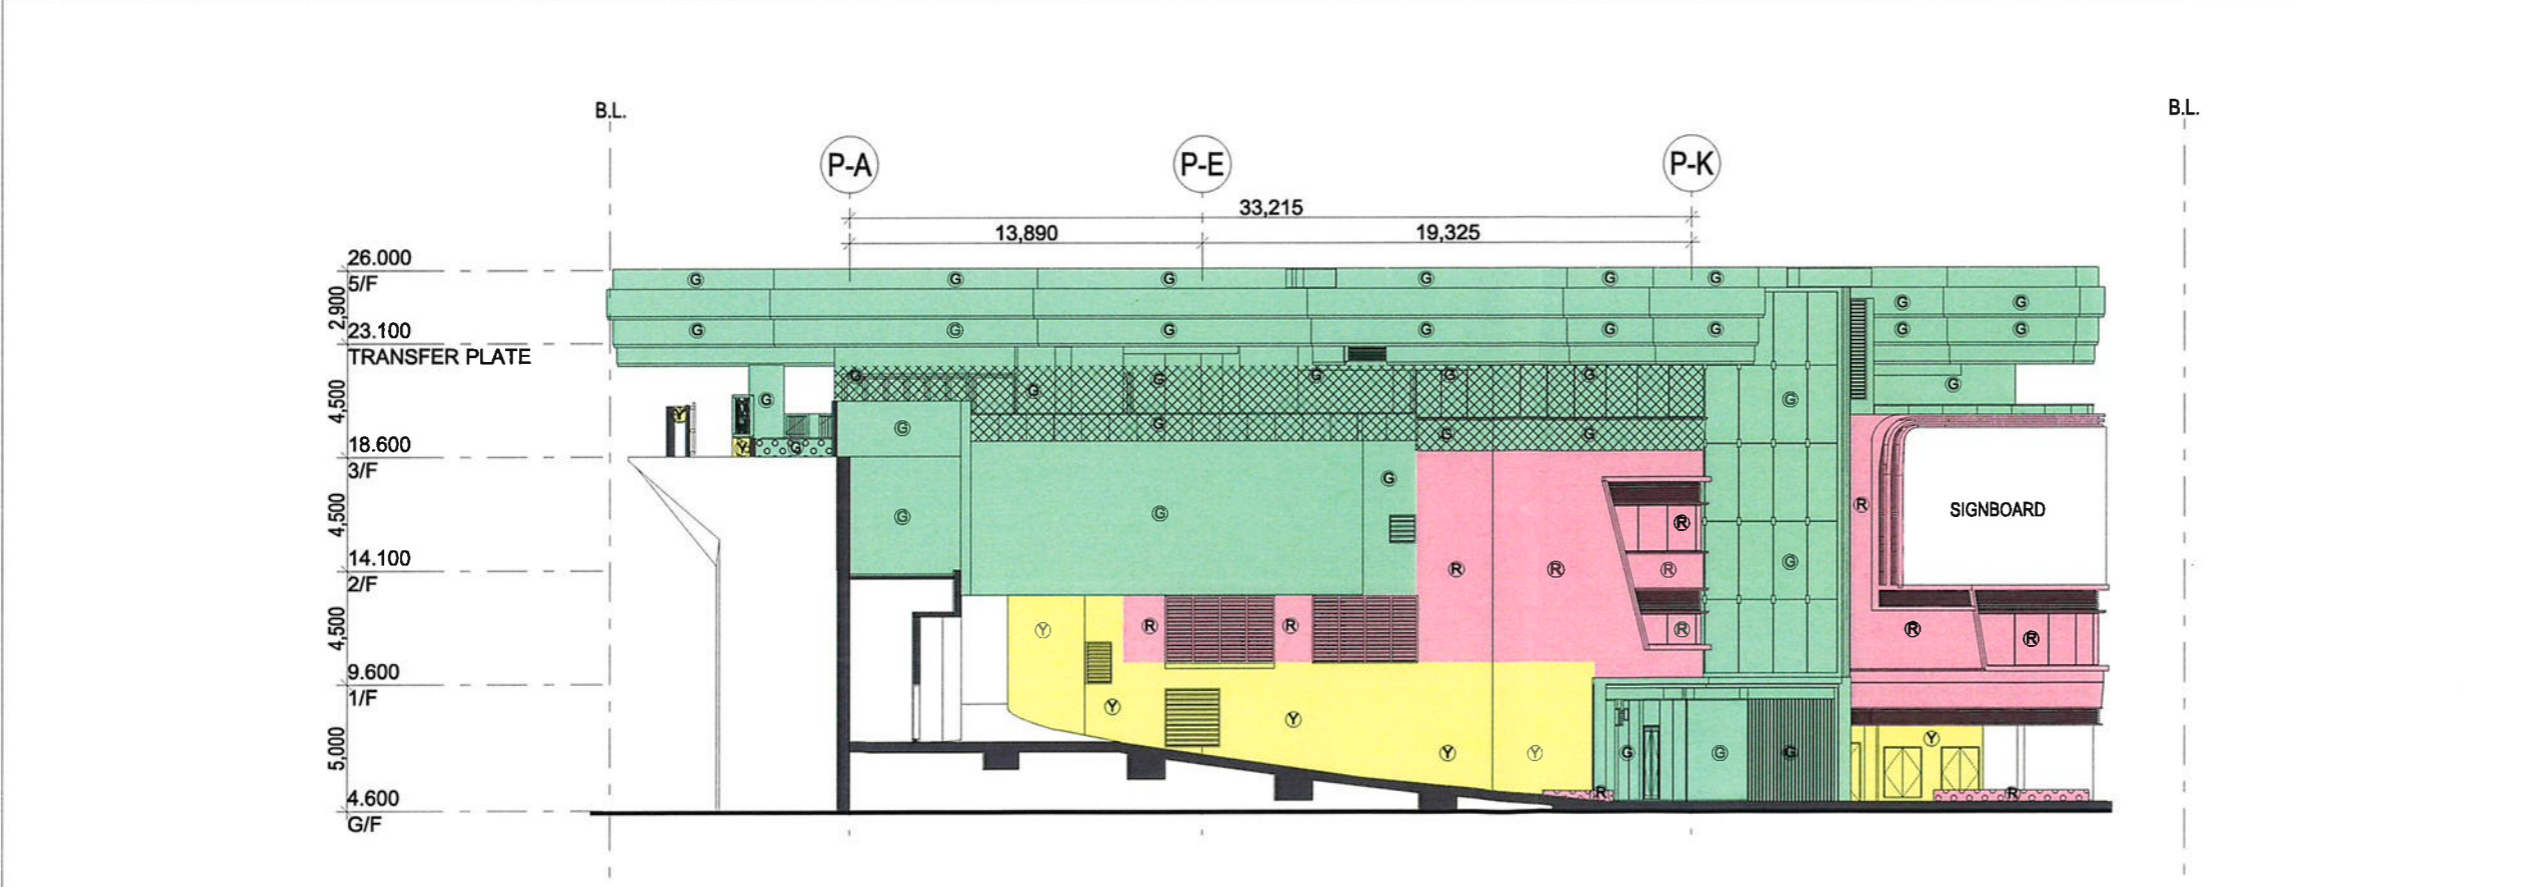 B.L.
B.L.
P-A
P-E
P-K
33,215
13,890
19,325
26.000
5/F
2,900
23.100
TRANSFER PLATE
4,500
18.600
3/F
4,500
14.100
2/F
4,500
9.600
1/F
5,000
4.600
G/F
G G G G G G
G G
G G G G G G G G
G G G G G G G
G G G
Y G
G G G
G G
Y G
G
R
SIGNBOARD
G G
R
G
R R R
Y R R R R R
Y Y
Y Y G G G Y
R R